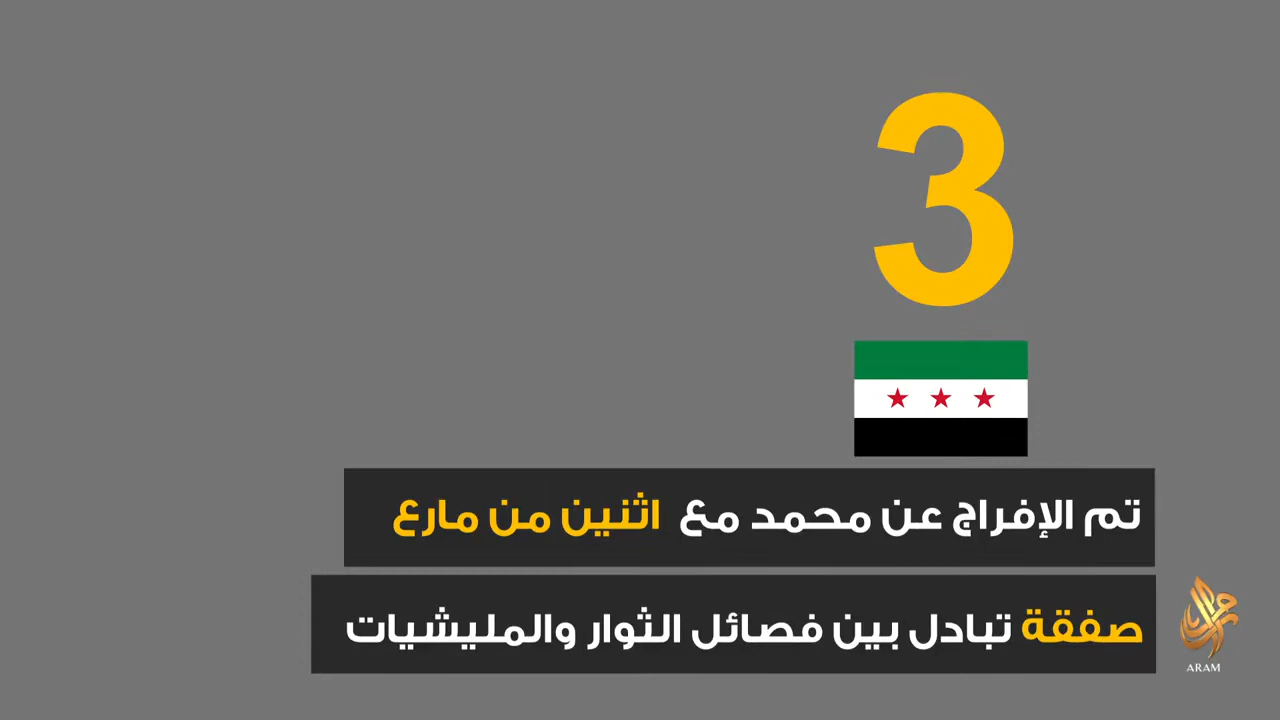 3
تم الإفراج عن محمد مع اثنين من مارع
صفقة تبادل بين فصائل الثوار والمليشيات
ARAM